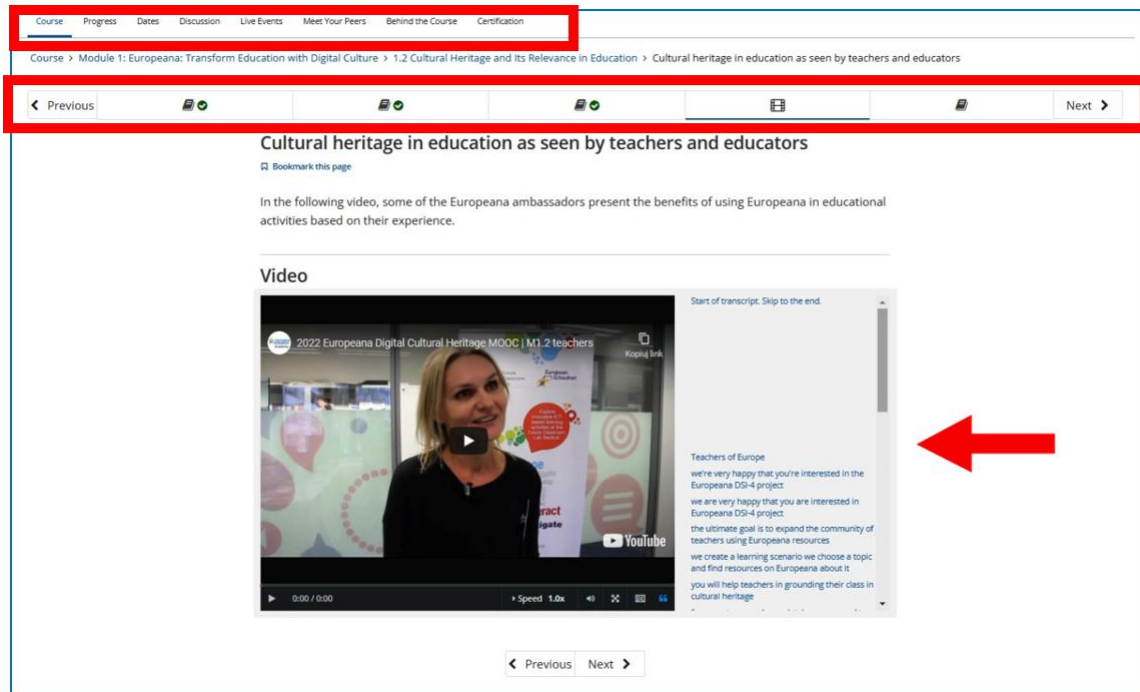 Course Progress Dates Discussion Live Events Meet Your Peers Behind the Course Certification
Course > Module 1: Europeana: Transform Education with Digital Culture > 1.2 Cultural Heritage and Its Relevance in Education > Cultural heritage in education as seen by teachers and educators
Previous Next
Cultural heritage in education as seen by teachers and educators
Bookmark this page
In the following video, some of the Europeana ambassadors present the benefits of using Europeana in educational
activities based on their experience.
Video
2022 Europeana Digital Cultural Heritage MOOC | M1.2 teachers
Kopiuj link
European
Schoolnet
YouTube
0:00 / 0:00 Speed 1.0x
Start of transcript. Skip to the end.
Teachers of Europe
we're very happy that you're interested in the
Europeana DSI-4 project
we are very happy that you are interested in
Europeana DSI-4 project
the ultimate goal is to expand the community of
teachers using Europeana resources
we create a learning scenario we choose a topic
and find resources on Europeana about it
you will help teachers in grounding their class in
cultural heritage
Previous Next